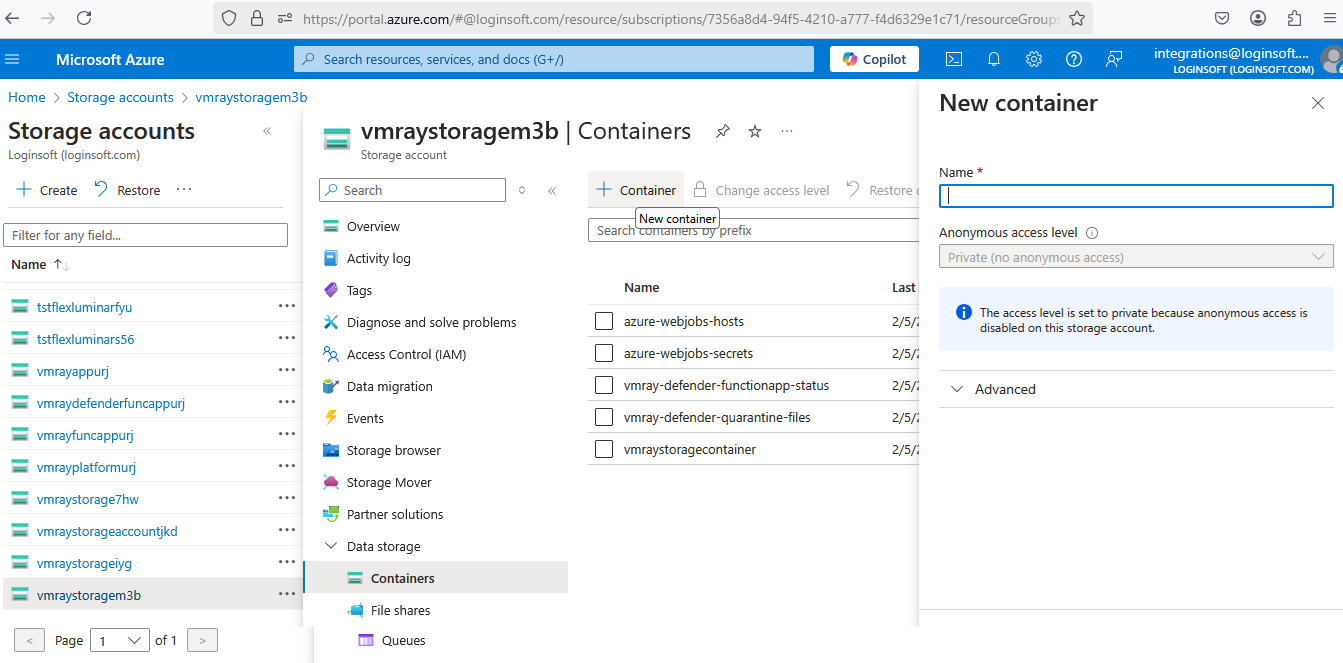 https://portal.azure.com/#@loginsoft.com/resource/subscriptions/7356a8d4-94f5-4210-a777-f4d6329e1c71/resourceGroups
Microsoft Azure
Search resources, services, and docs (G+/)
Copilot
integrations@loginsoft....
LOGINSOFT (LOGINSOFT.COM)
Home > Storage accounts > vmraystoragem3b
Storage accounts
Loginsoft (loginsoft.com)
Create
Restore
Filter for any field...
Name
tstflexluminarfyu
tstflexluminars56
vmrayappurj
vmraydefenderfuncappurj
vmrayfuncappurj
vmrayplatformurj
vmraystorage7hw
vmraystorageaccountjkd
vmraystorageiyg
vmraystoragem3b
< Page 1 of 1 >
vmraystoragem3b | Containers
Storage account
Search
Overview
Activity log
Tags
Diagnose and solve problems
Access Control (IAM)
Data migration
Events
Storage browser
Storage Mover
Partner solutions
Data storage
Containers
File shares
Queues
Container
Change access level
Restore c
New container
Search containers by prefix
Name Last
azure-webjobs-hosts 2/5/2
azure-webjobs-secrets 2/5/2
vmray-defender-functionapp-status 2/5/2
vmray-defender-quarantine-files 2/5/2
vmraystoragecontainer 2/5/2
New container
Name *
Anonymous access level
Private (no anonymous access)
The access level is set to private because anonymous access is
disabled on this storage account.
Advanced